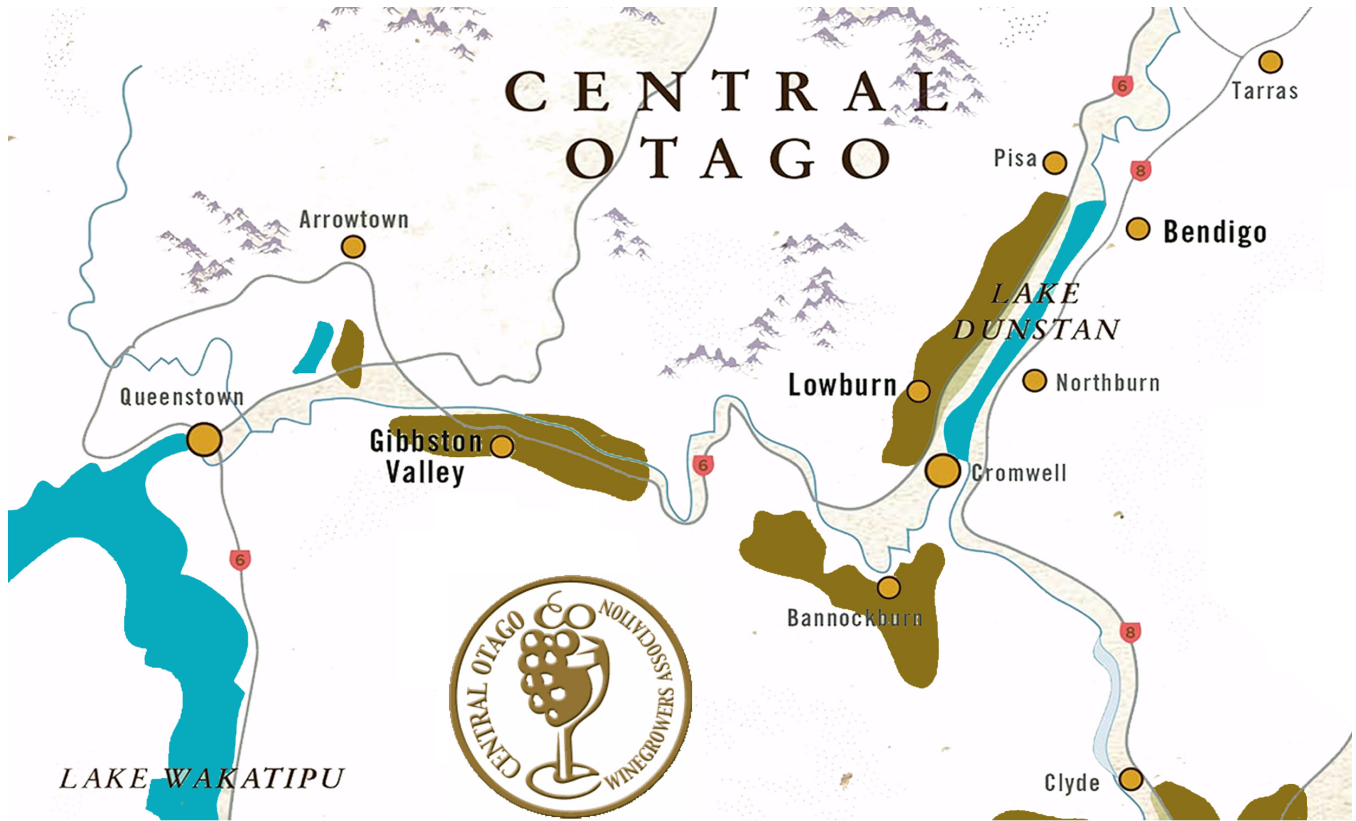 CENTRAL
OTAGO
6
Tarras
Pisa
8
Arrowtown
Bendigo
LAKE
DUNSTAN
Queenstown
Lowburn
Northburn
Gibbston
Valley
6
Cromwell
6
Bannockburn
8
CENTRAL OTAGO
WINEGROWERS ASSOCIATION
LAKE WAKATIPU
Clyde